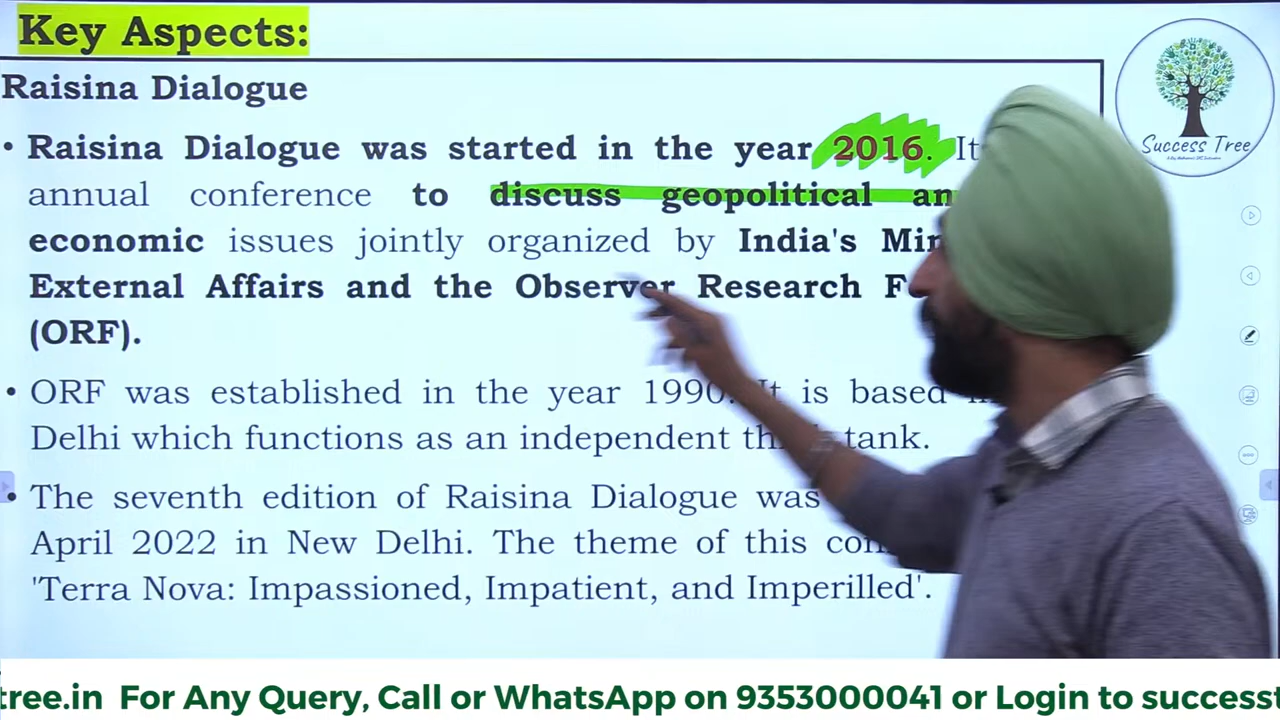 Key Aspects:
Raisina Dialogue
• Raisina Dialogue was started in the year 2016. It
annual conference to discuss geopolitical an
economic issues jointly organized by India's Min
External Affairs and the Observer Research F
(ORF).
• ORF was established in the year 1990. It is based
Delhi which functions as an independent tank.
• The seventh edition of Raisina Dialogue was
April 2022 in New Delhi. The theme of this con
'Terra Nova: Impassioned, Impatient, and Imperilled'.
Success Tree
tree.in For Any Query, Call or WhatsApp on 9353000041 or Login to success